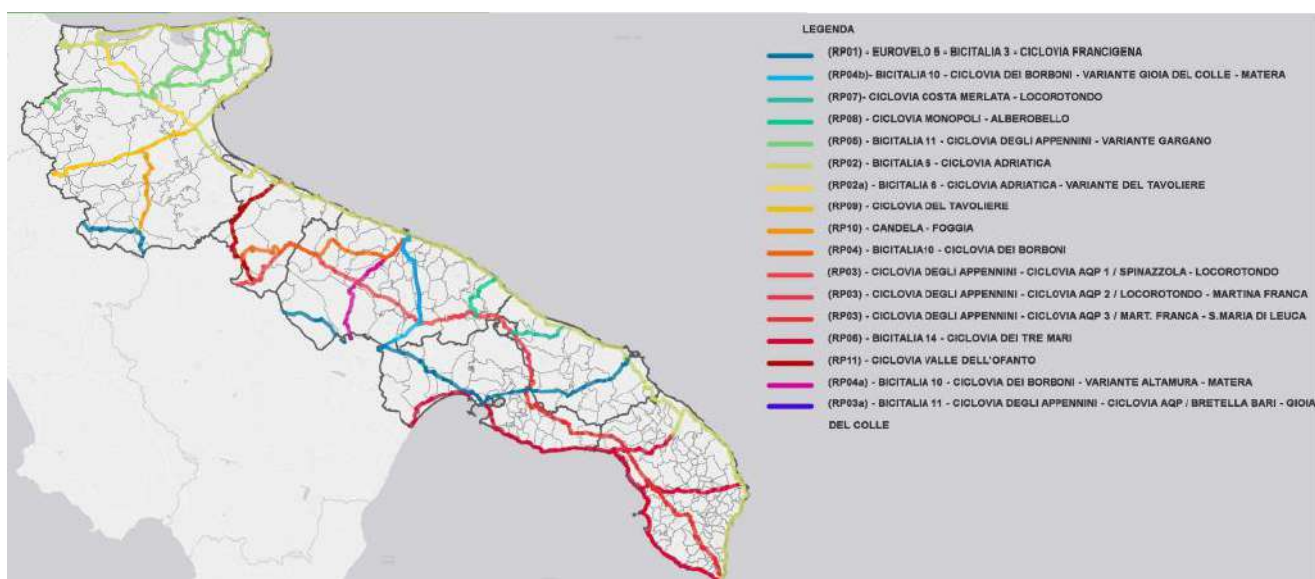 LEGENDA
(RP01) - EUROVELO 5 - BICITALIA 3 - CICLOVIA FRANCIGENA
(RP04b)- BICITALIA 10 - CICLOVIA DEI BORBONI - VARIANTE GIOIA DEL COLLE - MATERA
(RP07)- CICLOVIA COSTA MERLATA - LOCOROTONDO
(RP08) - CICLOVIA MONOPOLI - ALBEROBELLO
(RP05) - BICITALIA 11 - CICLOVIA DEGLI APPENNINI - VARIANTE GARGANO
(RP02) - BICITALIA 6 - CICLOVIA ADRIATICA
(RP02a) - BICITALIA 6 - CICLOVIA ADRIATICA - VARIANTE DEL TAVOLIERE
(RP09) - CICLOVIA DEL TAVOLIERE
(RP10) - CANDELA - FOGGIA
(RP04) - BICITALIA10 - CICLOVIA DEI BORBONI
(RP03) - CICLOVIA DEGLI APPENNINI - CICLOVIA AQP 1 / SPINAZZOLA - LOCOROTONDO
(RP03) - CICLOVIA DEGLI APPENNINI - CICLOVIA AQP 2 / LOCOROTONDO - MARTINA FRANCA
(RP03) - CICLOVIA DEGLI APPENNINI - CICLOVIA AQP 3 / MART. FRANCA - S.MARIA DI LEUCA
(RP06) - BICITALIA 14 - CICLOVIA DEI TRE MARI
(RP11) - CICLOVIA VALLE DELL'OFANTO
(RP04a) - BICITALIA 10 - CICLOVIA DEI BORBONI - VARIANTE ALTAMURA - MATERA
(RP03a) - BICITALIA 11 - CICLOVIA DEGLI APPENNINI - CICLOVIA AQP / BRETELLA BARI - GIOIA
DEL COLLE